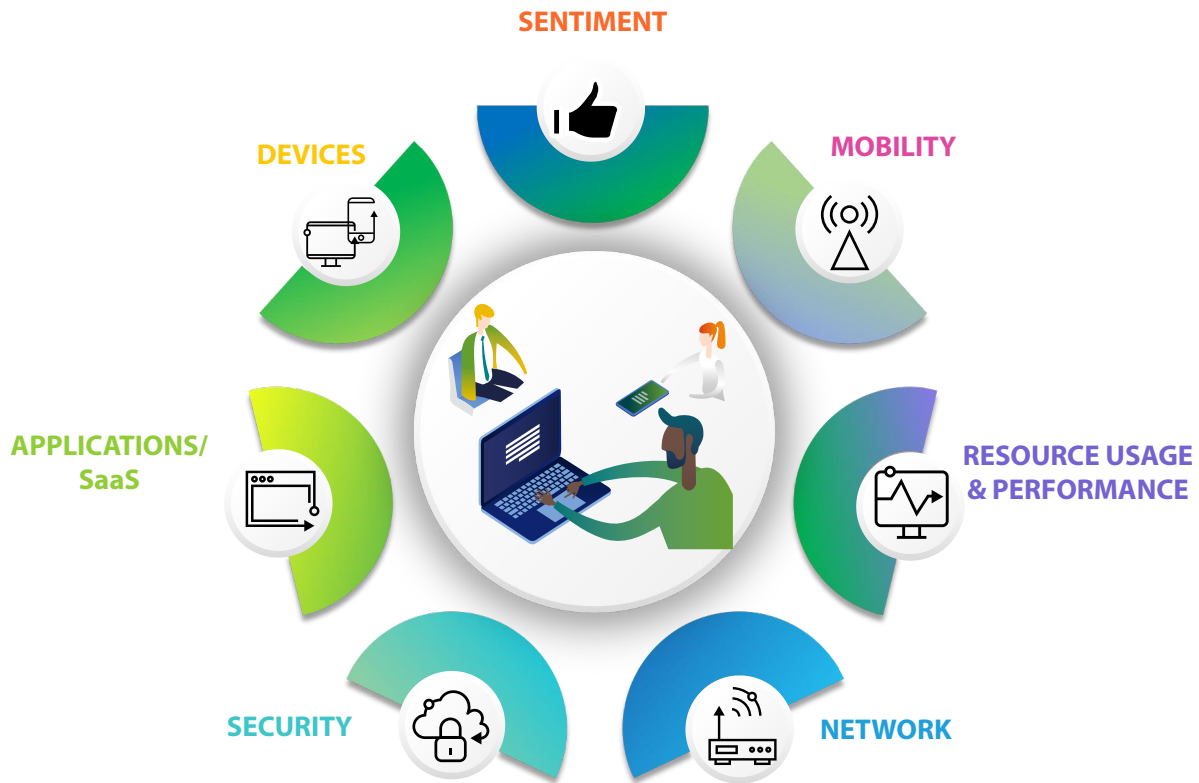 SENTIMENT
MOBILITY
DEVICES
RESOURCE USAGE
& PERFORMANCE
APPLICATIONS/
SaaS
SECURITY
NETWORK